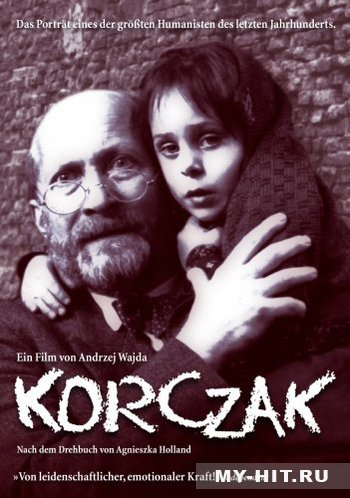 Das Porträt eines der größten Humanisten des letzten Jahrhunderts.
Ein Film von Andrzej Wajda
KORCZAK
Nach dem Drehbuch von Agnieszka Holland
»Von leidenschaftlicher, emotionaler Kraft!
MY-HIT.RU